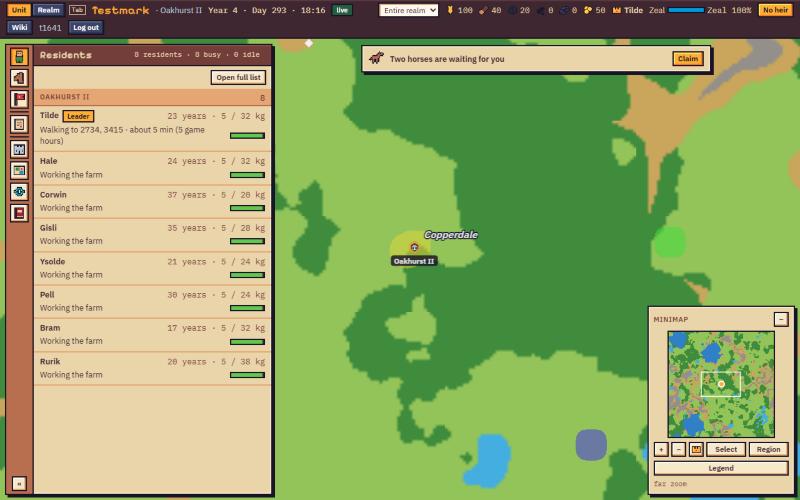 Unit Realm Tab Testmark · Oakhurst II Year 4 · Day 293 · 18:16 live Entire realm 100 40 20 0 0 50 Tilde Zeal Zeal 100% No heir
Wiki t1641 Log out
Residents 8 residents · 8 busy · 0 idle
Open full list
OAKHURST II 8
Tilde Leader 23 years · 5 / 32 kg
Walking to 2734, 3415 · about 5 min (5 game
hours)
Hale 24 years · 5 / 32 kg
Working the farm
Corwin 37 years · 5 / 20 kg
Working the farm
Gisli 35 years · 5 / 28 kg
Working the farm
Ysolde 21 years · 5 / 24 kg
Working the farm
Pell 30 years · 5 / 24 kg
Working the farm
Bram 17 years · 5 / 32 kg
Working the farm
Rurik 20 years · 5 / 38 kg
Working the farm
«
Two horses are waiting for you Claim
Copperdale
Oakhurst II
MINIMAP −
+ − Select Region
Legend
far zoom